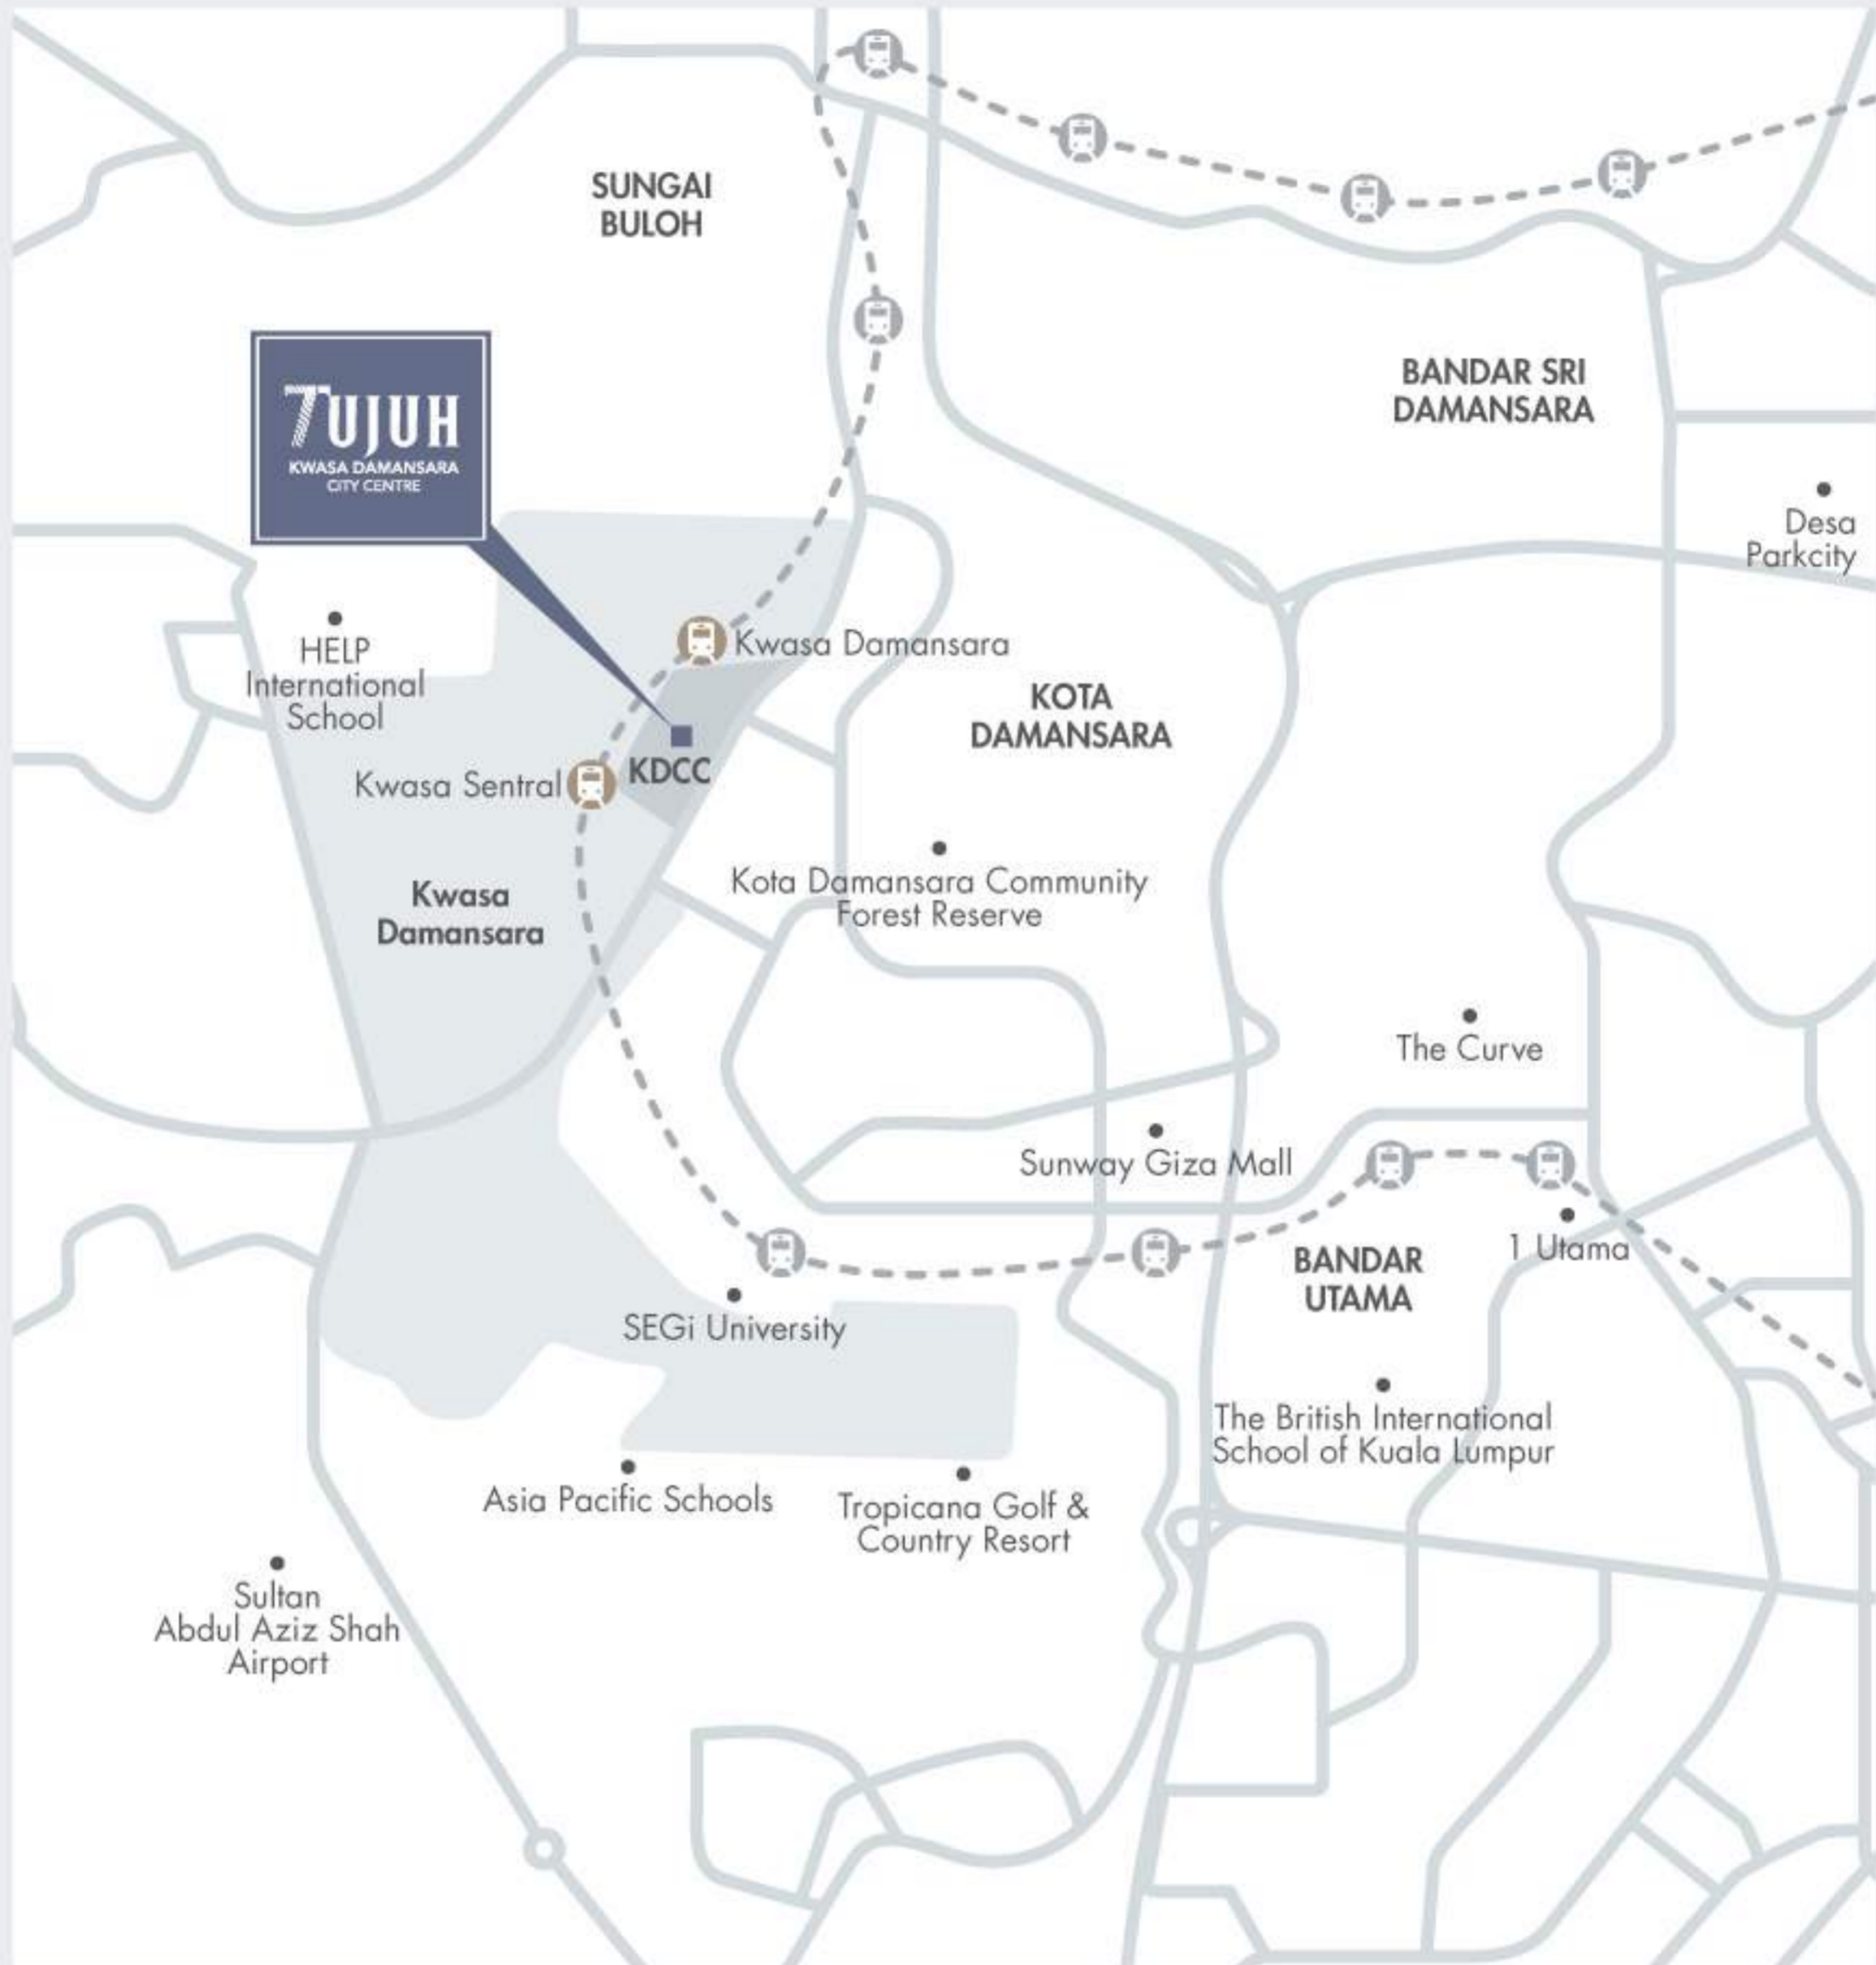 SUNGAI
BULOH
BANDAR SRI
DAMANSARA
7UJUH
KWASA DAMANSARA
CITY CENTRE
Desa
Parkcity
HELP
International
School
Kwasa Damansara
KOTA
DAMANSARA
KDCC
Kwasa Sentral
Kota Damansara Community
Forest Reserve
Kwasa
Damansara
The Curve
Sunway Giza Mall
1 Utama
BANDAR
UTAMA
SEGi University
The British International
School of Kuala Lumpur
Asia Pacific Schools
Tropicana Golf &
Country Resort
Sultan
Abdul Aziz Shah
Airport